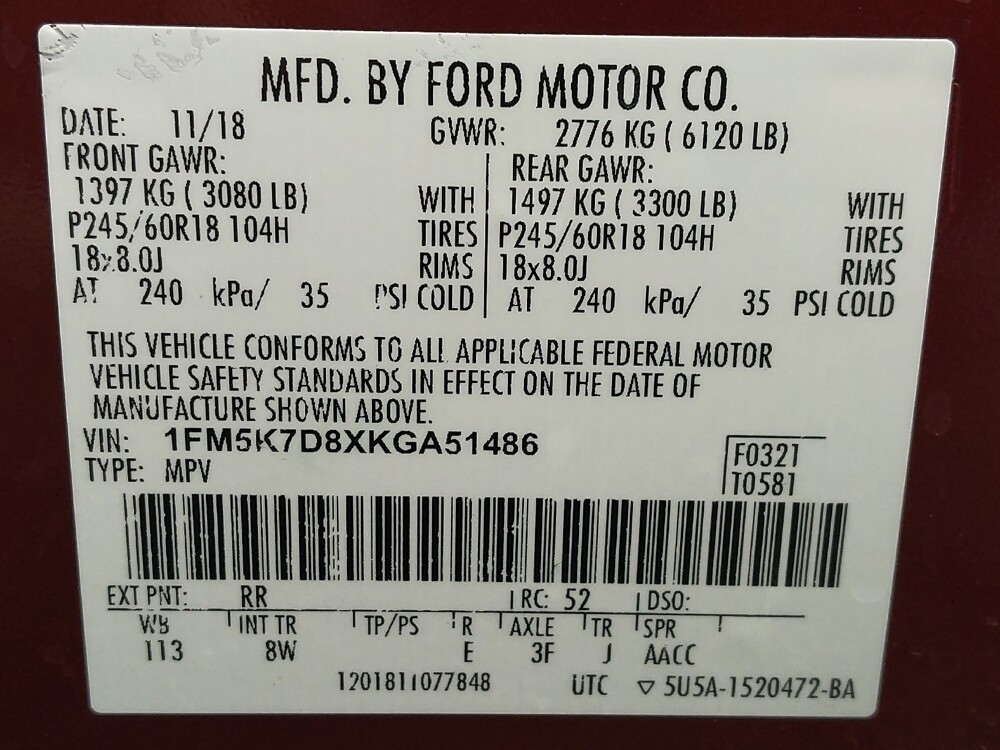 MFD. BY FORD MOTOR CO.
DATE: 11/18 GVWR: 2776 KG ( 6120 LB)
FRONT GAWR: REAR GAWR:
1397 KG ( 3080 LB) WITH 1497 KG ( 3300 LB) WITH
P245/60R18 104H TIRES P245/60R18 104H TIRES
18x8.0J RIMS 18x8.0J RIMS
AT 240 kPa/ 35 PSI COLD AT 240 kPa/ 35 PSI COLD
THIS VEHICLE CONFORMS TO ALL APPLICABLE FEDERAL MOTOR
VEHICLE SAFETY STANDARDS IN EFFECT ON THE DATE OF
MANUFACTURE SHOWN ABOVE.
VIN: 1FM5K7D8XKGA51486
TYPE: MPV
F0321
T0581
EXT PNT: RR RC: 52 DSO:
WB INT TR TP/PS R AXLE TR SPR
113 8W E 3F J AACC
1201811077848 UTC ▽ 5U5A-1520472-BA